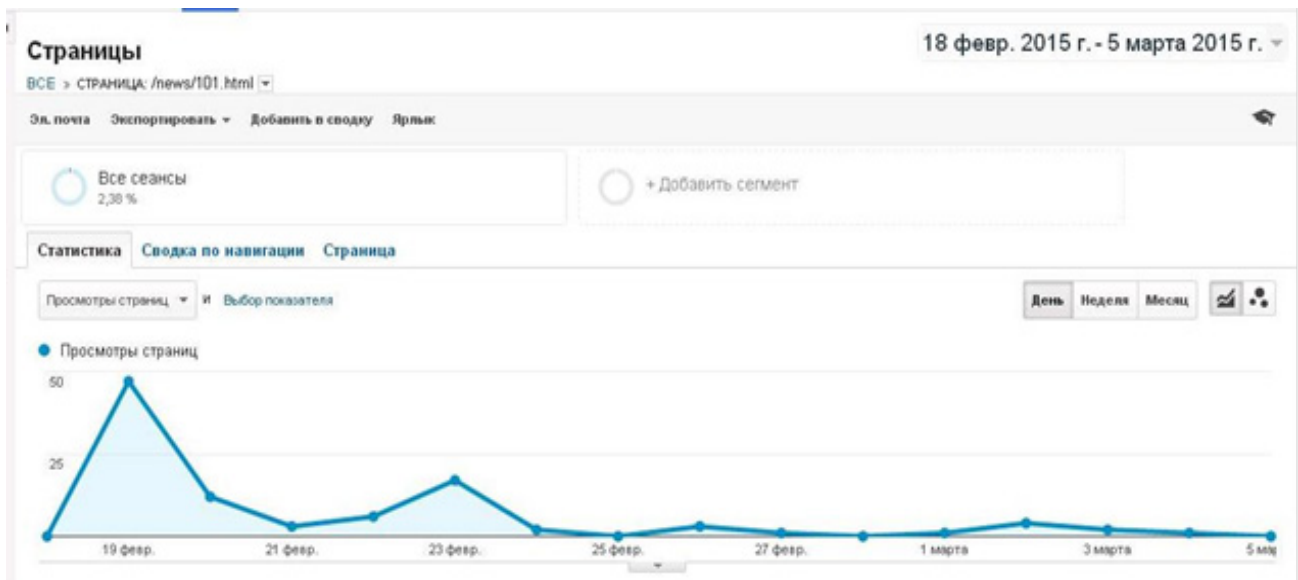 Страницы
18 февр. 2015 г. - 5 марта 2015 г.
ВСЕ > СТРАНИЦА: /news/101.html
Эл. почта Экспортировать Добавить в сводку Ярлык
Все сеансы
2,38 %
+ Добавить сегмент
Статистика Сводка по навигации Страница
Просмотры страниц и Выбор показателя
День Неделя Месяц
Просмотры страниц
50
25
19 февр. 21 февр. 23 февр. 25 февр. 27 февр. 1 марта 3 марта 5 мар